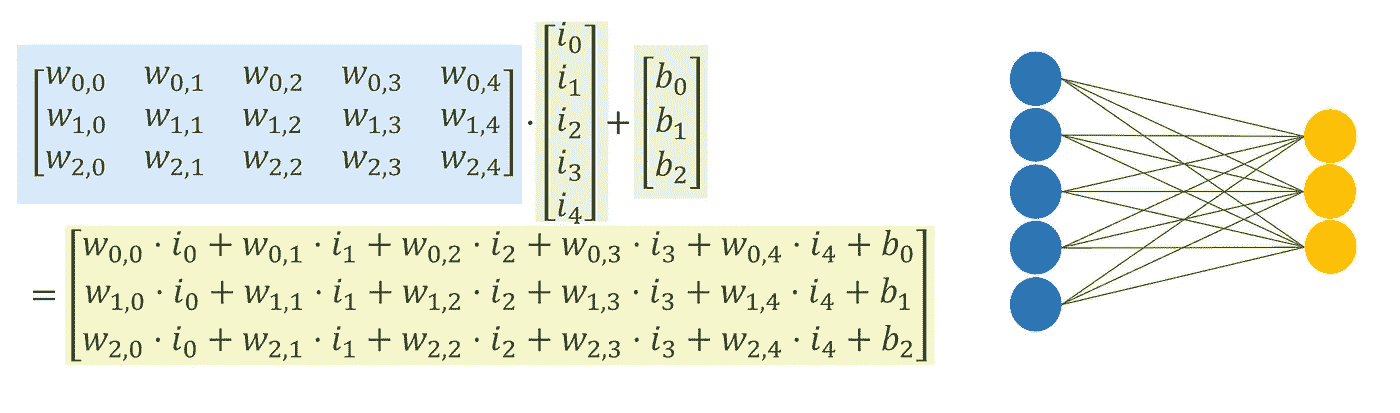 [w0,0 w0,1 w0,2 w0,3 w0,4]   [i0]   [b0]
[w1,0 w1,1 w1,2 w1,3 w1,4] · [i1] + [b1]
[w2,0 w2,1 w2,2 w2,3 w2,4]   [i2]   [b2]
[i3]
[i4]
= [w0,0 · i0 + w0,1 · i1 + w0,2 · i2 + w0,3 · i3 + w0,4 · i4 + b0]
[w1,0 · i0 + w1,1 · i1 + w1,2 · i2 + w1,3 · i3 + w1,4 · i4 + b1]
[w2,0 · i0 + w2,1 · i1 + w2,2 · i2 + w2,3 · i3 + w2,4 · i4 + b2]